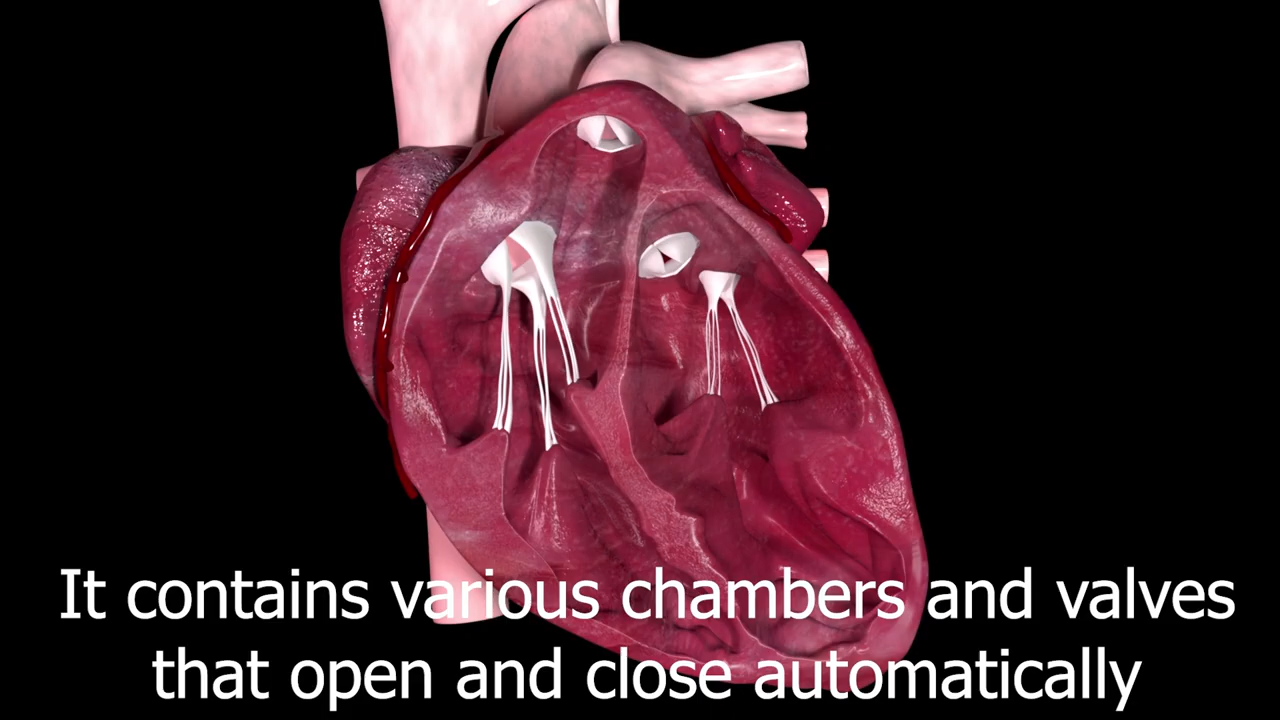 It contains various chambers and valves
that open and close automatically